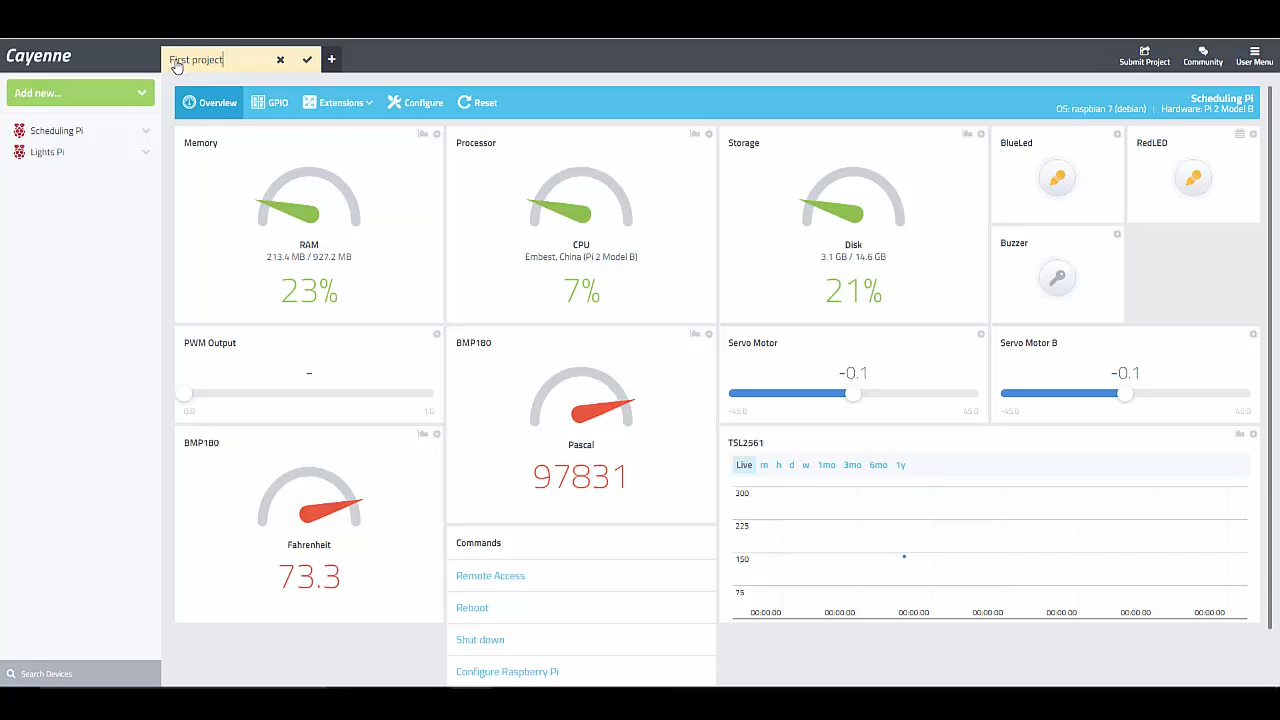 Cayenne
First project
Submit Project
Community
User Menu
Add new...
Scheduling Pi
Lights Pi
Overview
GPIO
Extensions
Configure
Reset
Scheduling Pi
OS: raspbian 7 (debian) | Hardware: Pi 2 Model B
Memory
RAM
213.4 MB / 927.2 MB
23%
Processor
CPU
Embest, China (Pi 2 Model B)
7%
Storage
Disk
3.1 GB / 14.6 GB
21%
BlueLed
RedLED
Buzzer
PWM Output
-
0.0 1.0
BMP180
Pascal
97831
Servo Motor
-0.1
-45.0 45.0
Servo Motor B
-0.1
-45.0 45.0
BMP180
Fahrenheit
73.3
Commands
Remote Access
Reboot
Shut down
Configure Raspberry Pi
TSL2561
Live m h d w 1mo 3mo 6mo 1y
300
225
150
75
00:00:00 00:00:00 00:00:00 00:00:00 00:00:00 00:00:00 00:00:00
Search Devices